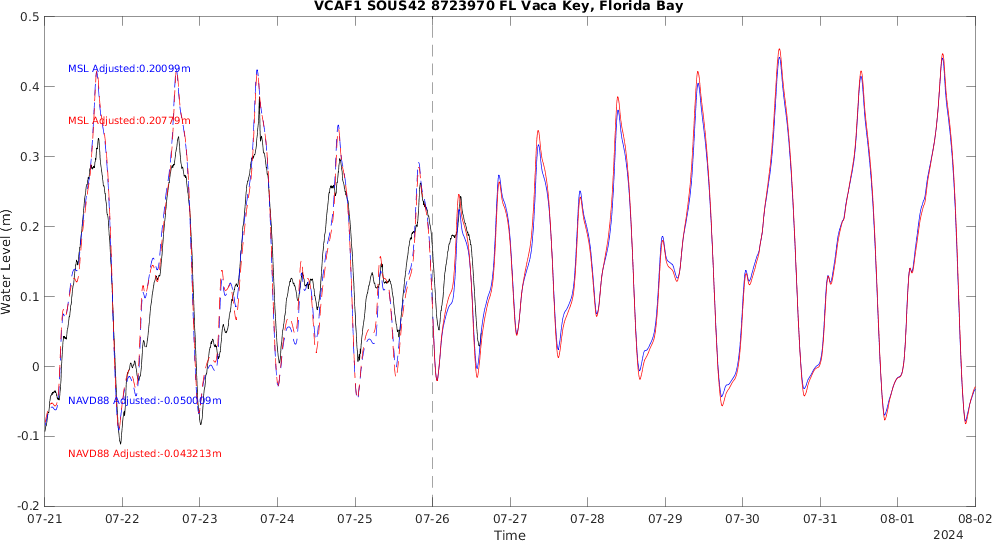 VCAF1 SOUS42 8723970 FL Vaca Key, Florida Bay
0.5
0.4
0.3
0.2
0.1
0
-0.1
-0.2
Water Level (m)
MSL Adjusted:0.20099m
MSL Adjusted:0.20779m
NAVD88 Adjusted:-0.050009m
NAVD88 Adjusted:-0.043213m
07-21 07-22 07-23 07-24 07-25 07-26 07-27 07-28 07-29 07-30 07-31 08-01 08-02
Time
2024